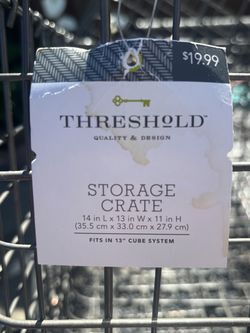 $19.99
THRESHOLD™
QUALITY & DESIGN
STORAGE
CRATE
14 in L x 13 in W x 11 in H
(35.5 cm x 33.0 cm x 27.9 cm)
FITS IN 13" CUBE SYSTEM